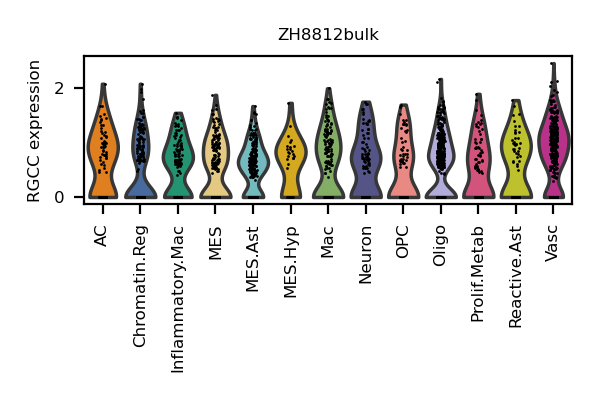 ZH8812bulk
RGCC expression
2
0
AC
Chromatin.Reg
Inflammatory.Mac
MES
MES.Ast
MES.Hyp
Mac
Neuron
OPC
Oligo
Prolif.Metab
Reactive.Ast
Vasc